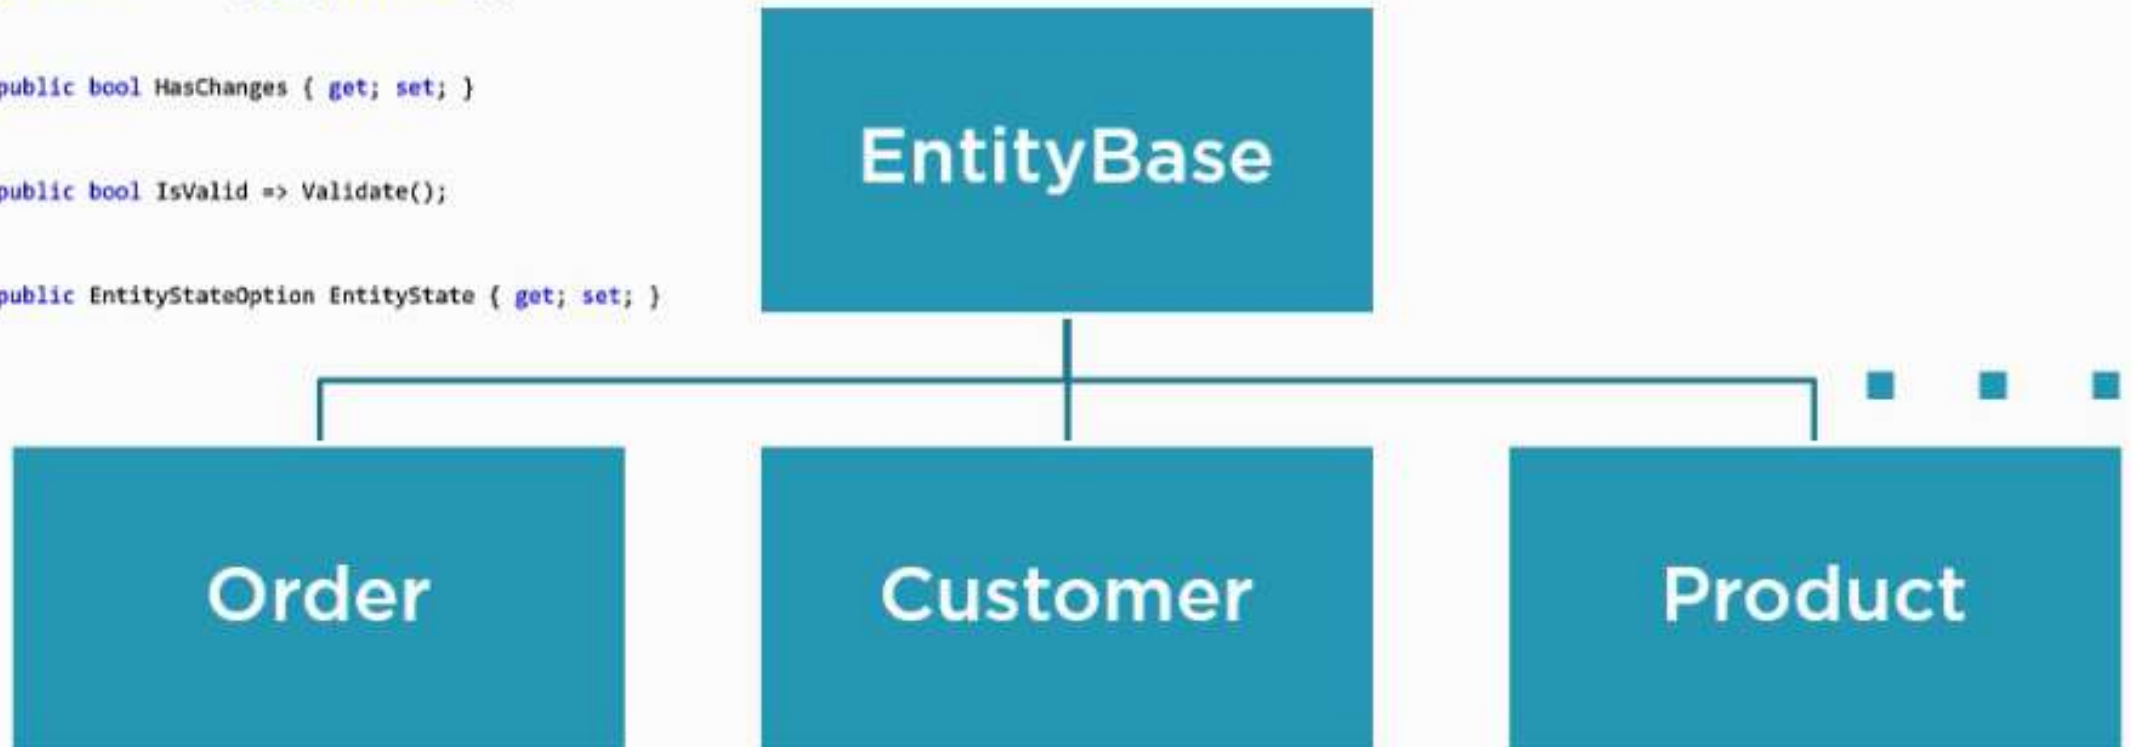 public bool HasChanges { get; set; }
public bool IsValid => Validate();
public EntityStateOption EntityState { get; set; }
EntityBase
Order
Customer
Product